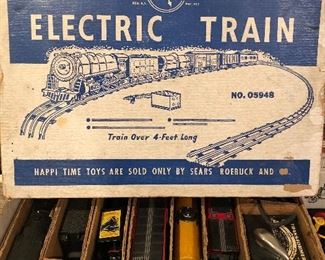 ELECTRIC TRAIN
NO. 05948
Train Over 4-Feet Long
HAPPI TIME TOYS ARE SOLD ONLY BY SEARS ROEBUCK AND